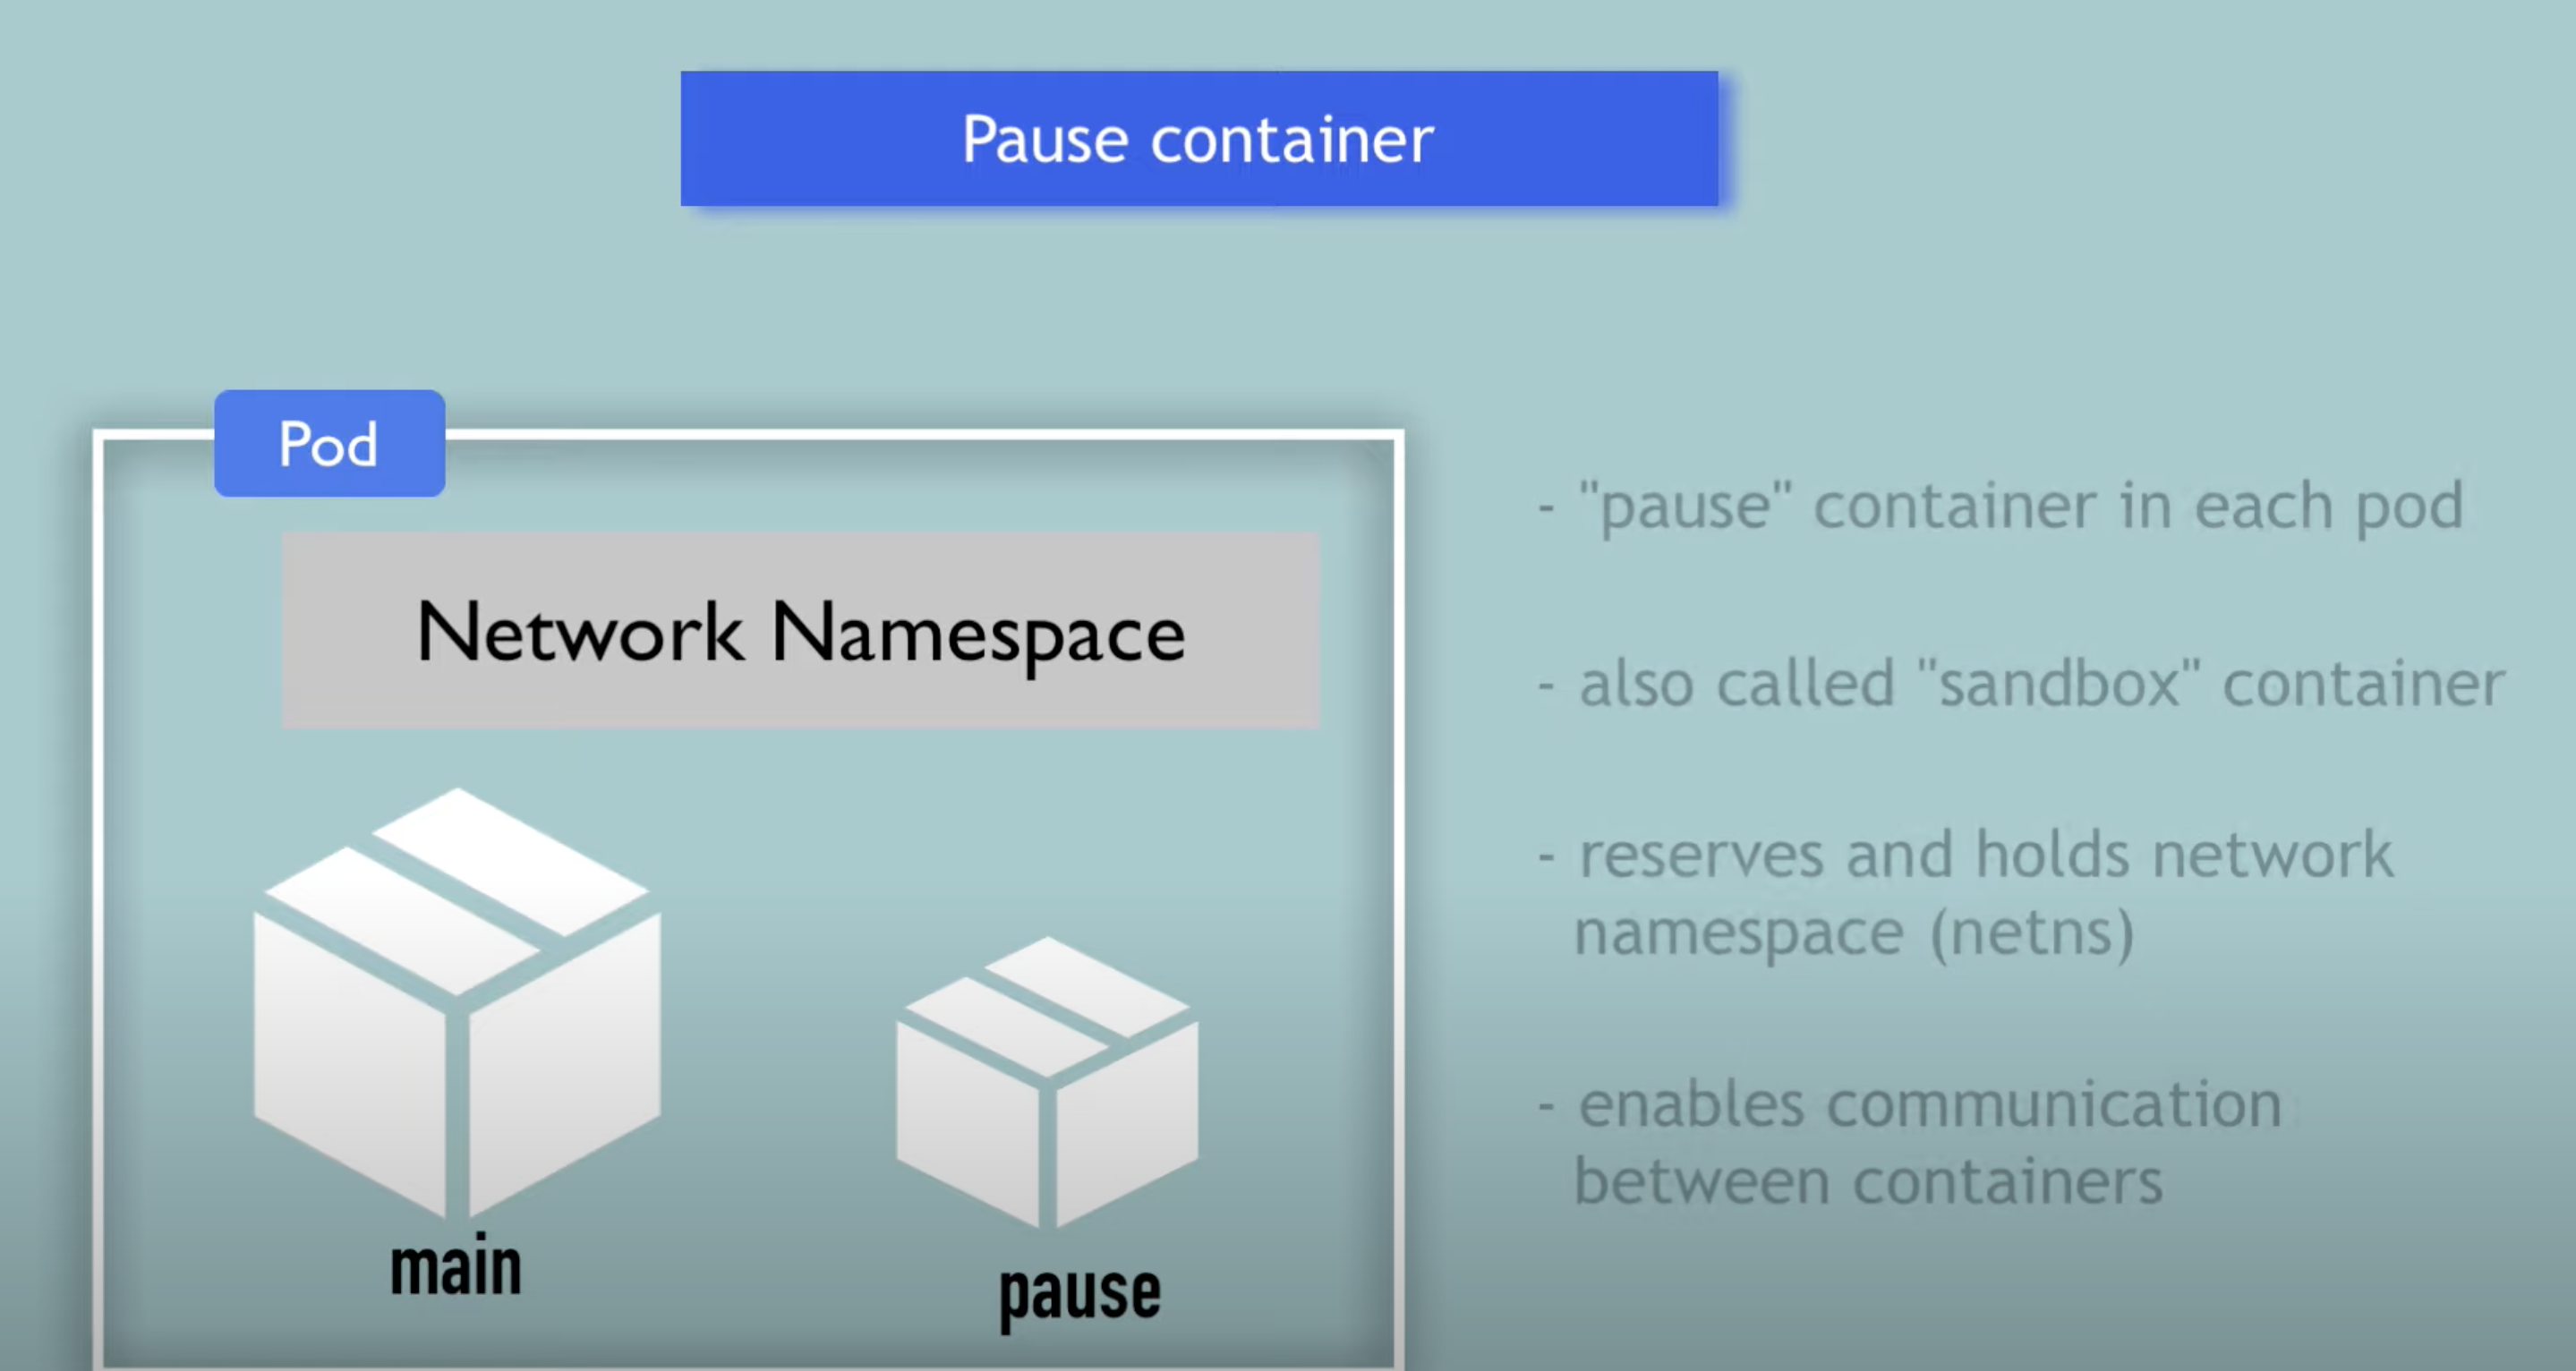 Pause container
Pod
Network Namespace
main
pause
- "pause" container in each pod
- also called "sandbox" container
- reserves and holds network
namespace (netns)
- enables communication
between containers